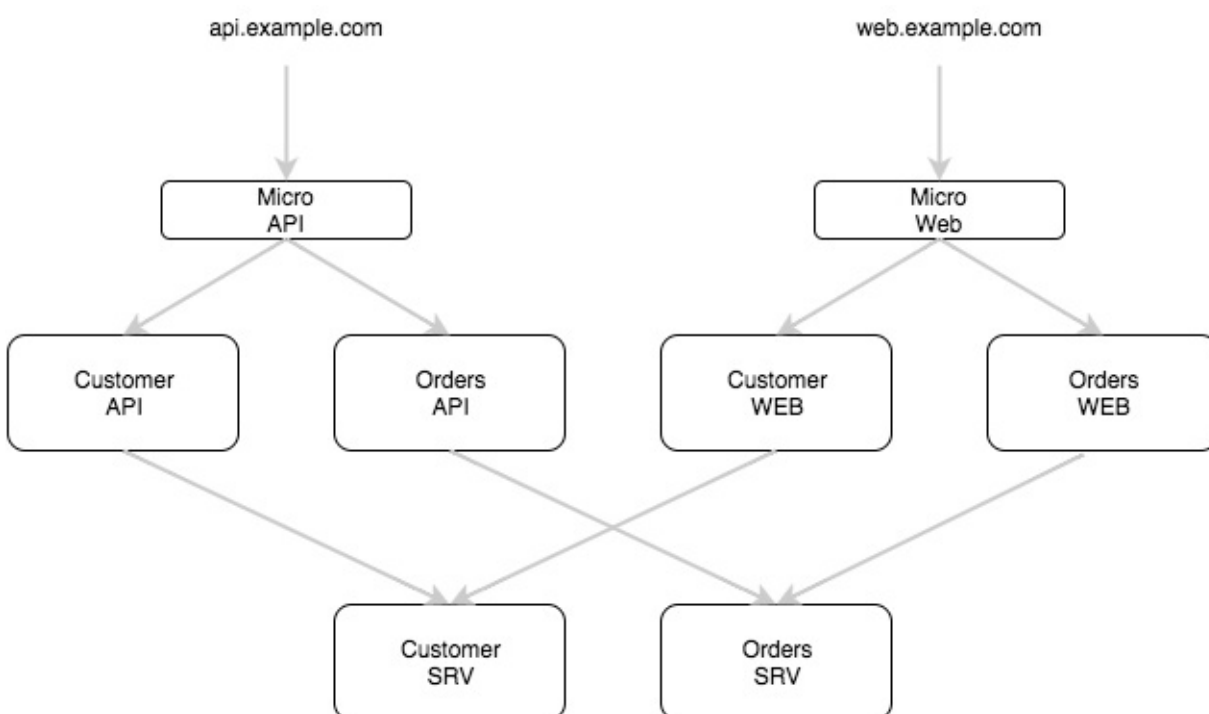 api.example.com
web.example.com
Micro
API
Micro
Web
Customer
API
Orders
API
Customer
WEB
Orders
WEB
Customer
SRV
Orders
SRV